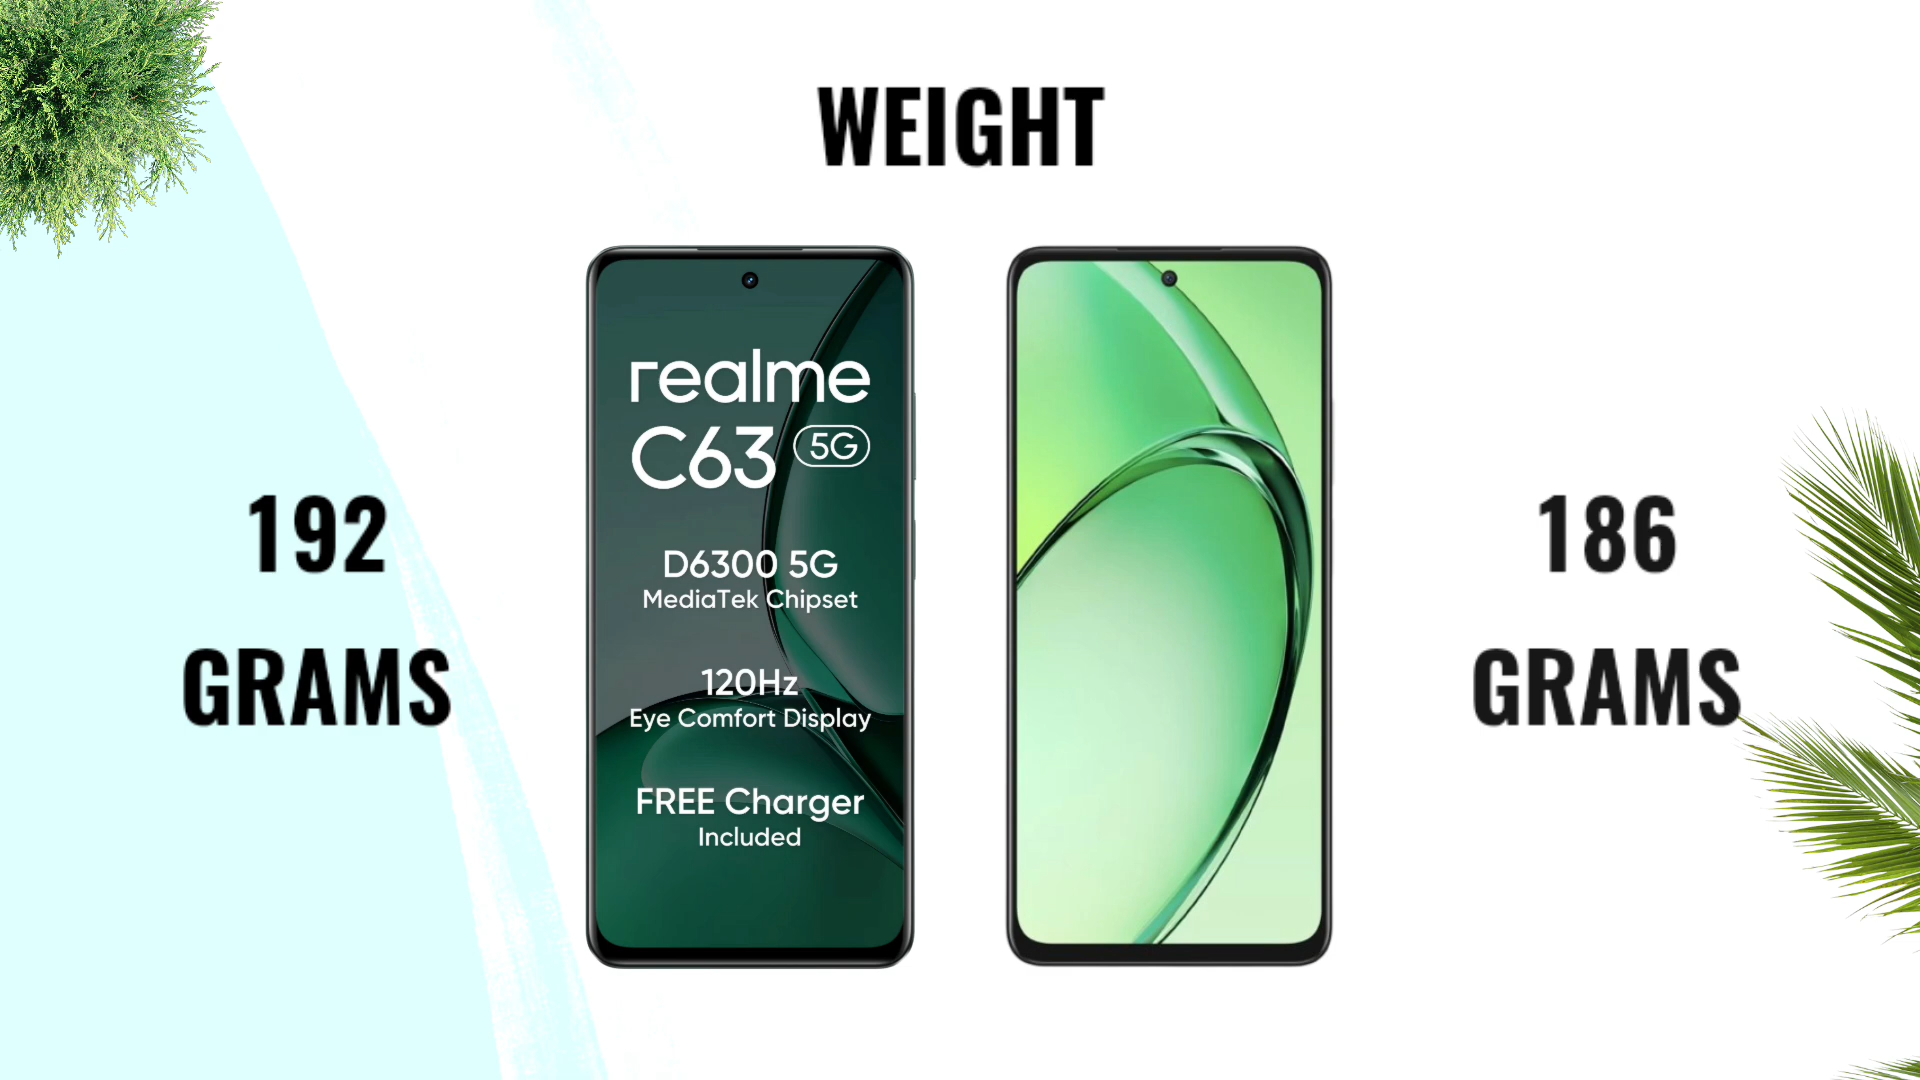 WEIGHT
192
GRAMS
realme
C63 5G
D6300 5G
MediaTek Chipset
120Hz
Eye Comfort Display
FREE Charger
Included
186
GRAMS